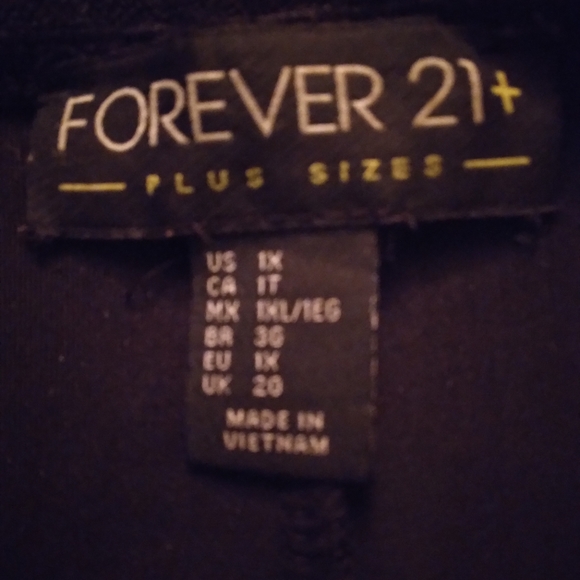 FOREVER 21+
PLUS SIZES
US 1X
CA 1T
MX 1XL/1EG
BR 3G
EU 1X
UK 20
MADE IN
VIETNAM